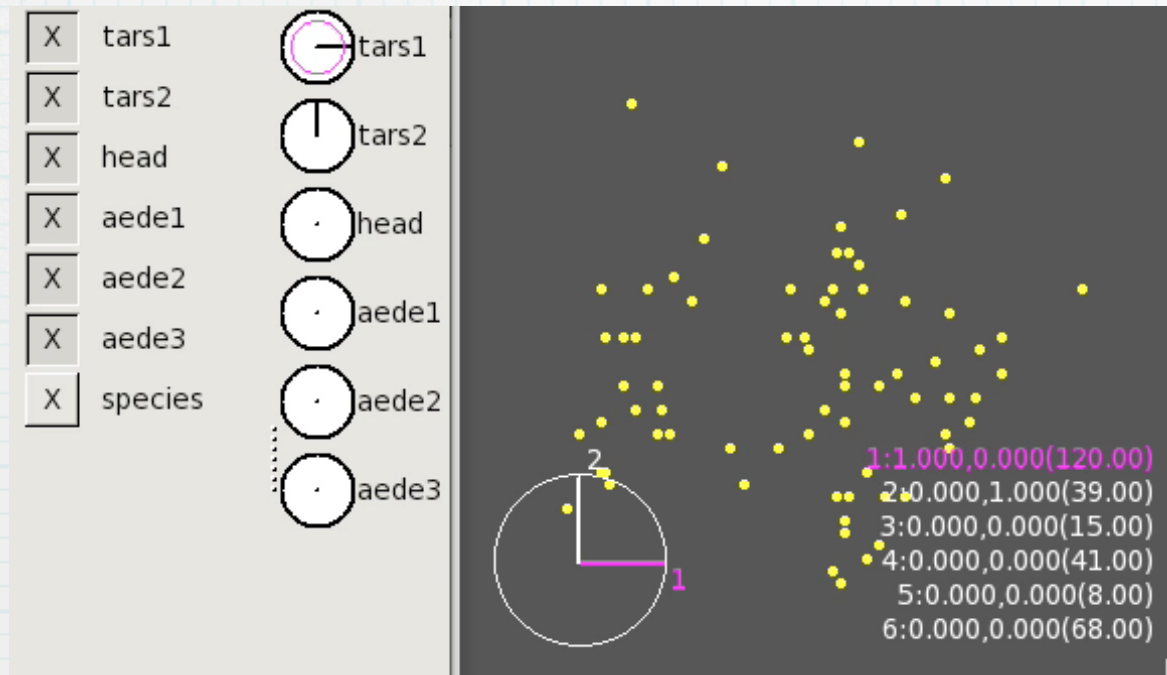 X tars1
X tars2
X head
X aede1
X aede2
X aede3
X species
tars1
tars2
head
aede1
aede2
aede3
2
1
1:1.000,0.000(120.00)
2:0.000,1.000(39.00)
3:0.000,0.000(15.00)
4:0.000,0.000(41.00)
5:0.000,0.000(8.00)
6:0.000,0.000(68.00)